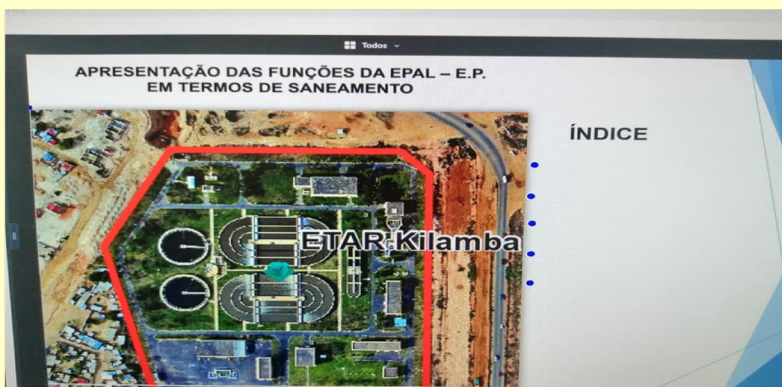 Todos
APRESENTAÇÃO DAS FUNÇÕES DA EPAL – E.P.
EM TERMOS DE SANEAMENTO
ÍNDICE
ETAR-Kilamba